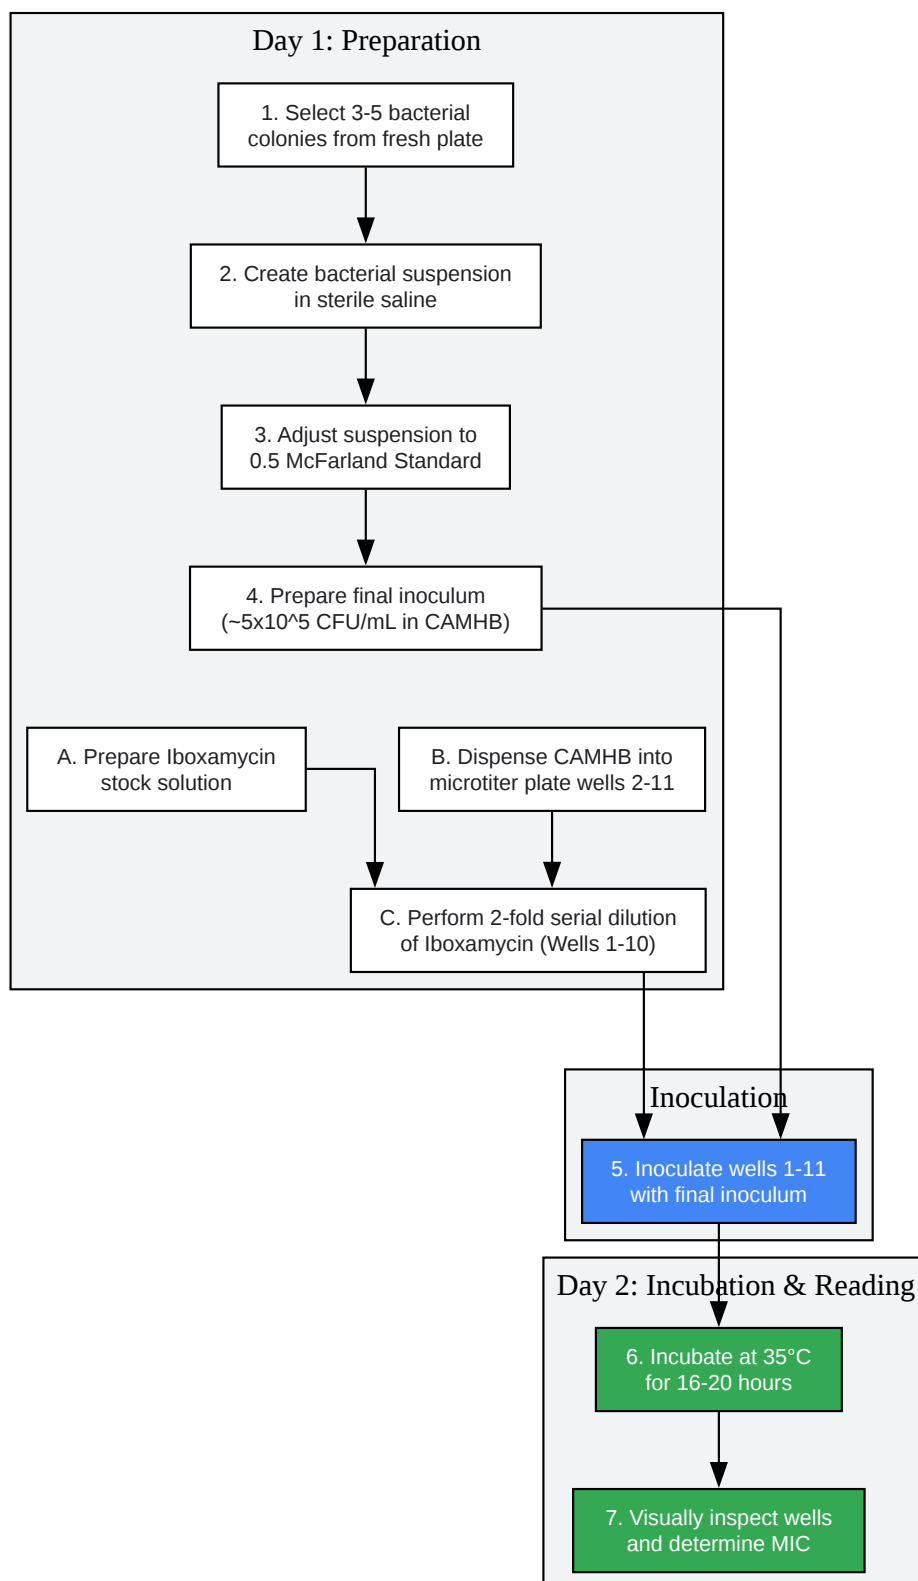 Day 1: Preparation
1. Select 3-5 bacterial
colonies from fresh plate
2. Create bacterial suspension
in sterile saline
3. Adjust suspension to
0.5 McFarland Standard
4. Prepare final inoculum
(~5x10^5 CFU/mL in CAMHB)
A. Prepare Iboxamycin
stock solution
B. Dispense CAMHB into
microtiter plate wells 2-11
C. Perform 2-fold serial dilution
of Iboxamycin (Wells 1-10)
Inoculation
5. Inoculate wells 1-11
with final inoculum
Day 2: Incubation & Reading
6. Incubate at 35°C
for 16-20 hours
7. Visually inspect wells
and determine MIC